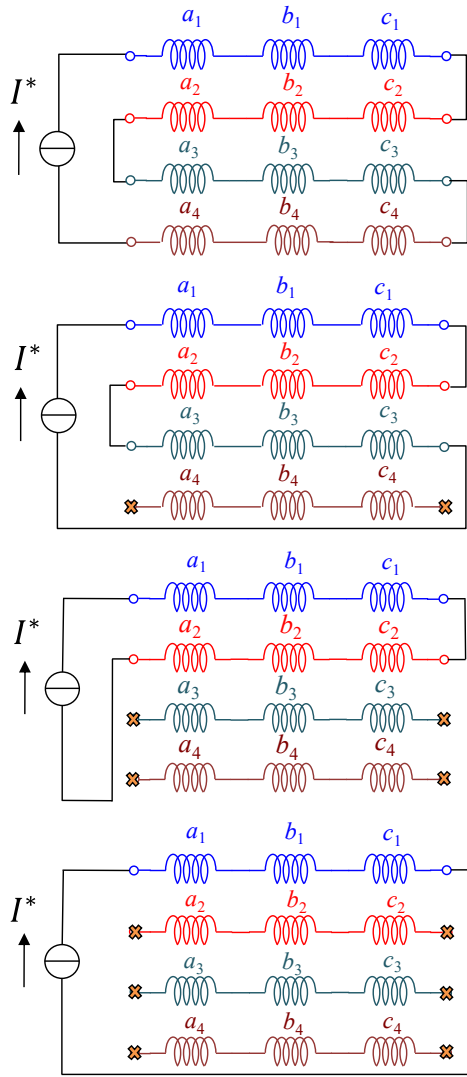 a₁ b₁ c₁
I*
a₂ b₂ c₂
a₃ b₃ c₃
a₄ b₄ c₄
a₁ b₁ c₁
I*
a₂ b₂ c₂
a₃ b₃ c₃
a₄ b₄ c₄
a₁ b₁ c₁
I*
a₂ b₂ c₂
a₃ b₃ c₃
a₄ b₄ c₄
a₁ b₁ c₁
I*
a₂ b₂ c₂
a₃ b₃ c₃
a₄ b₄ c₄